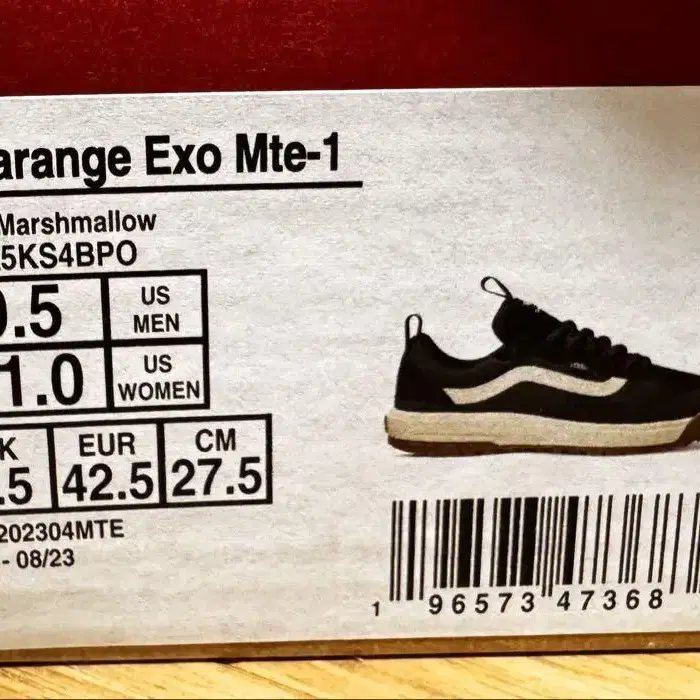 arange Exo Mte-1
Marshmallow
5KS4BPO
.5 US MEN
1.0 US WOMEN
K EUR CM
.5 42.5 27.5
202304MTE
- 08/23
1 96573 47368